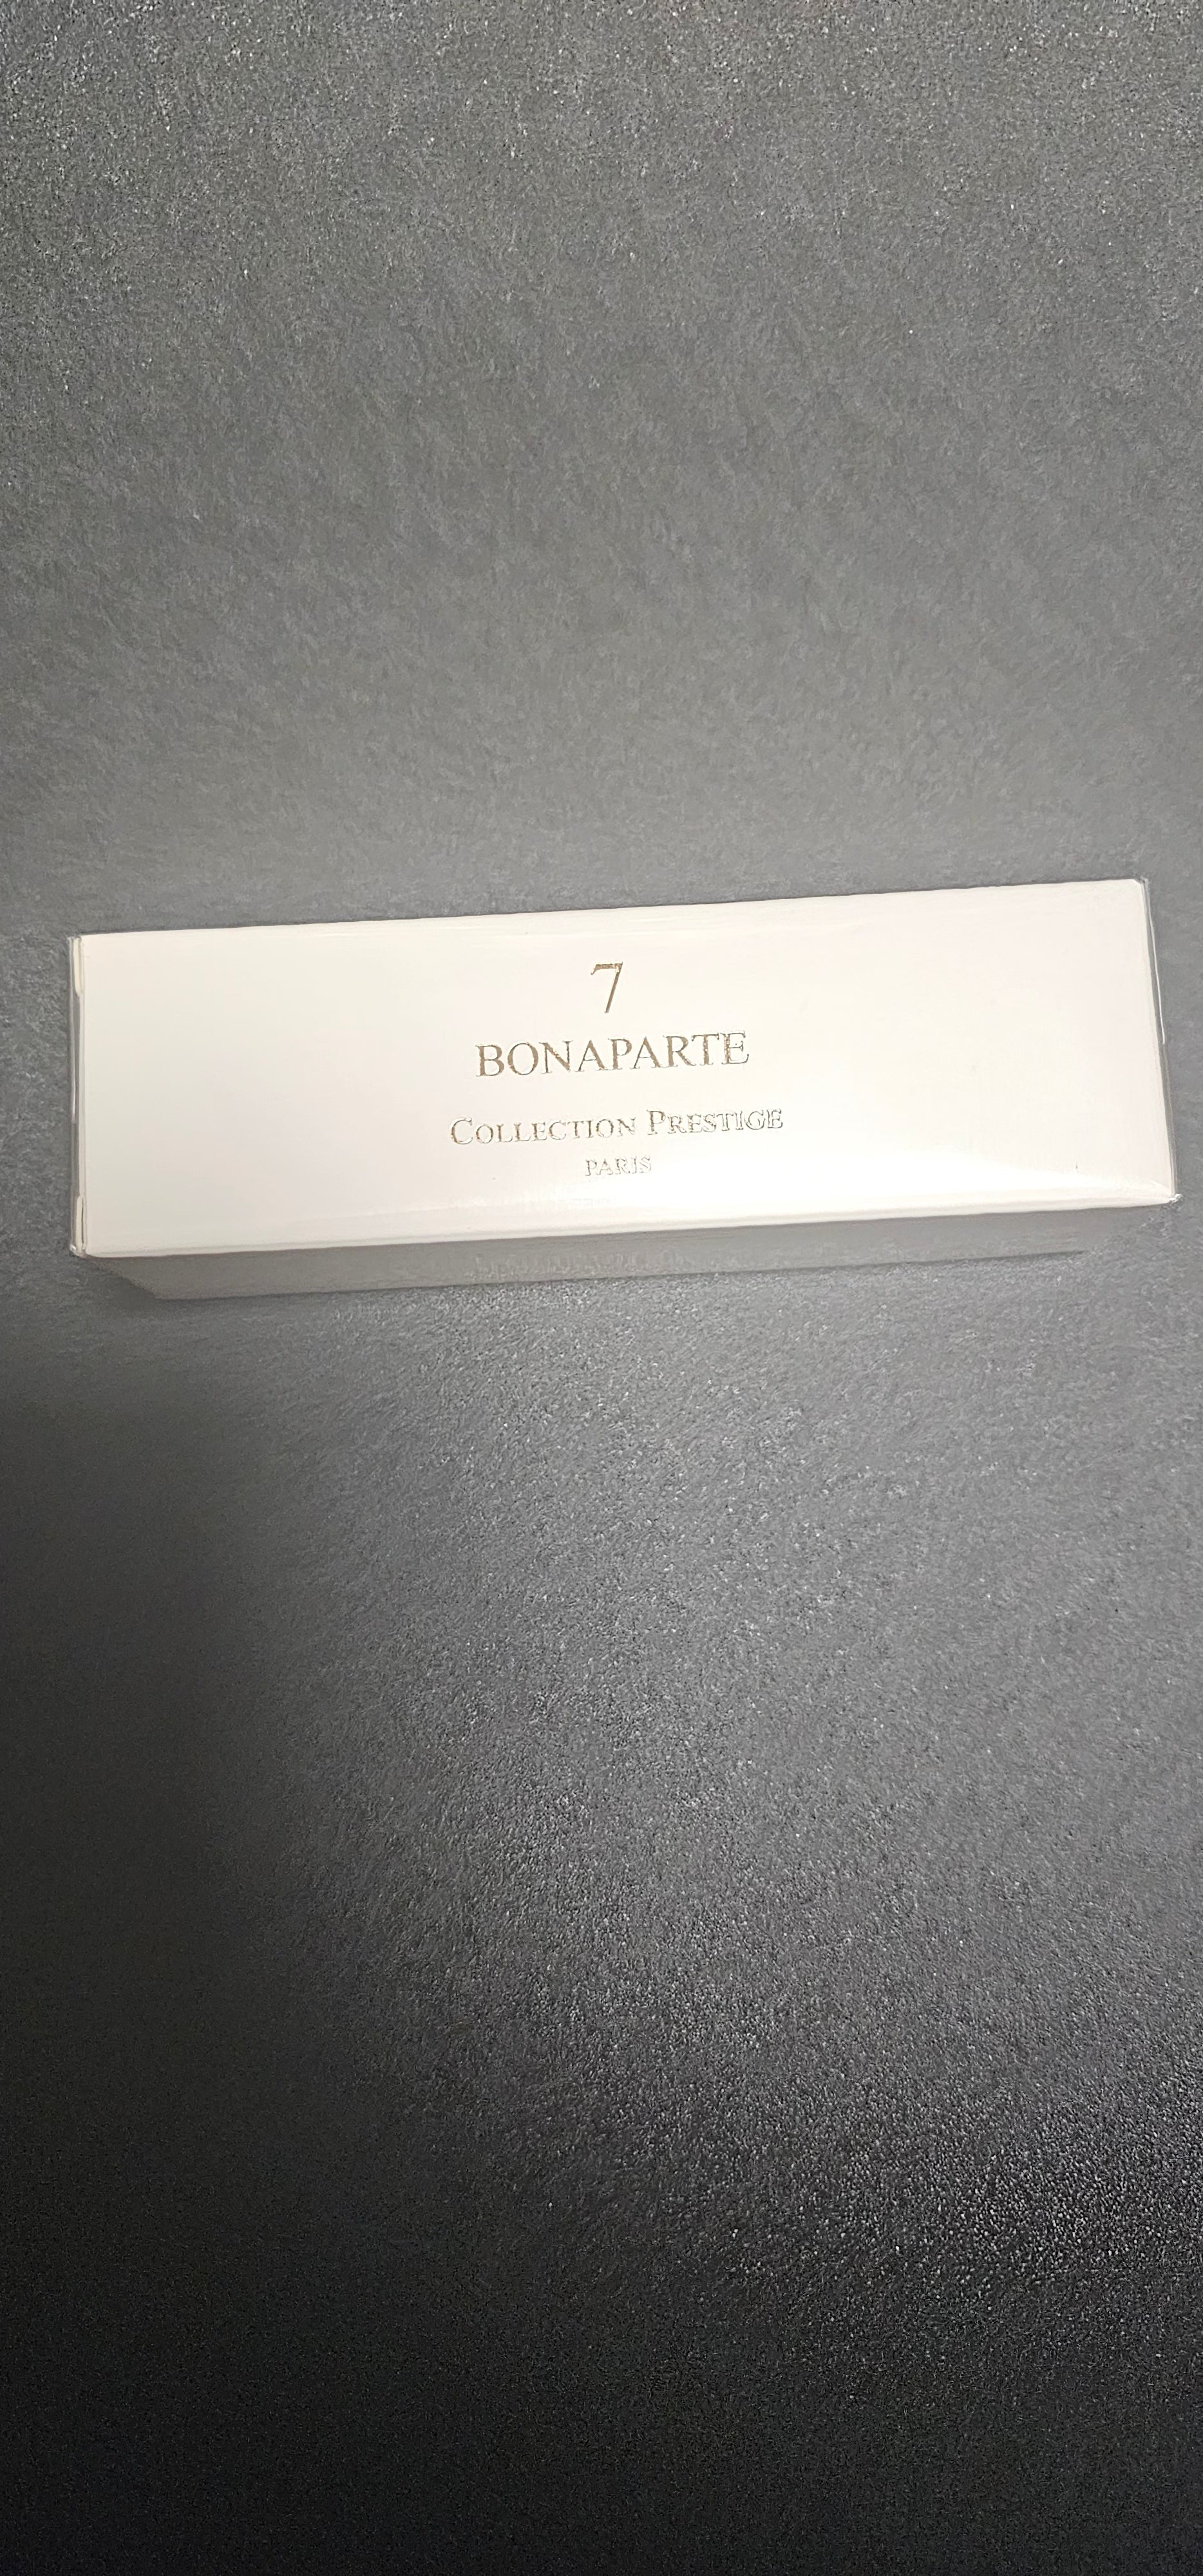 7
BONAPARTE
COLLECTION PRESTIGE
PARIS